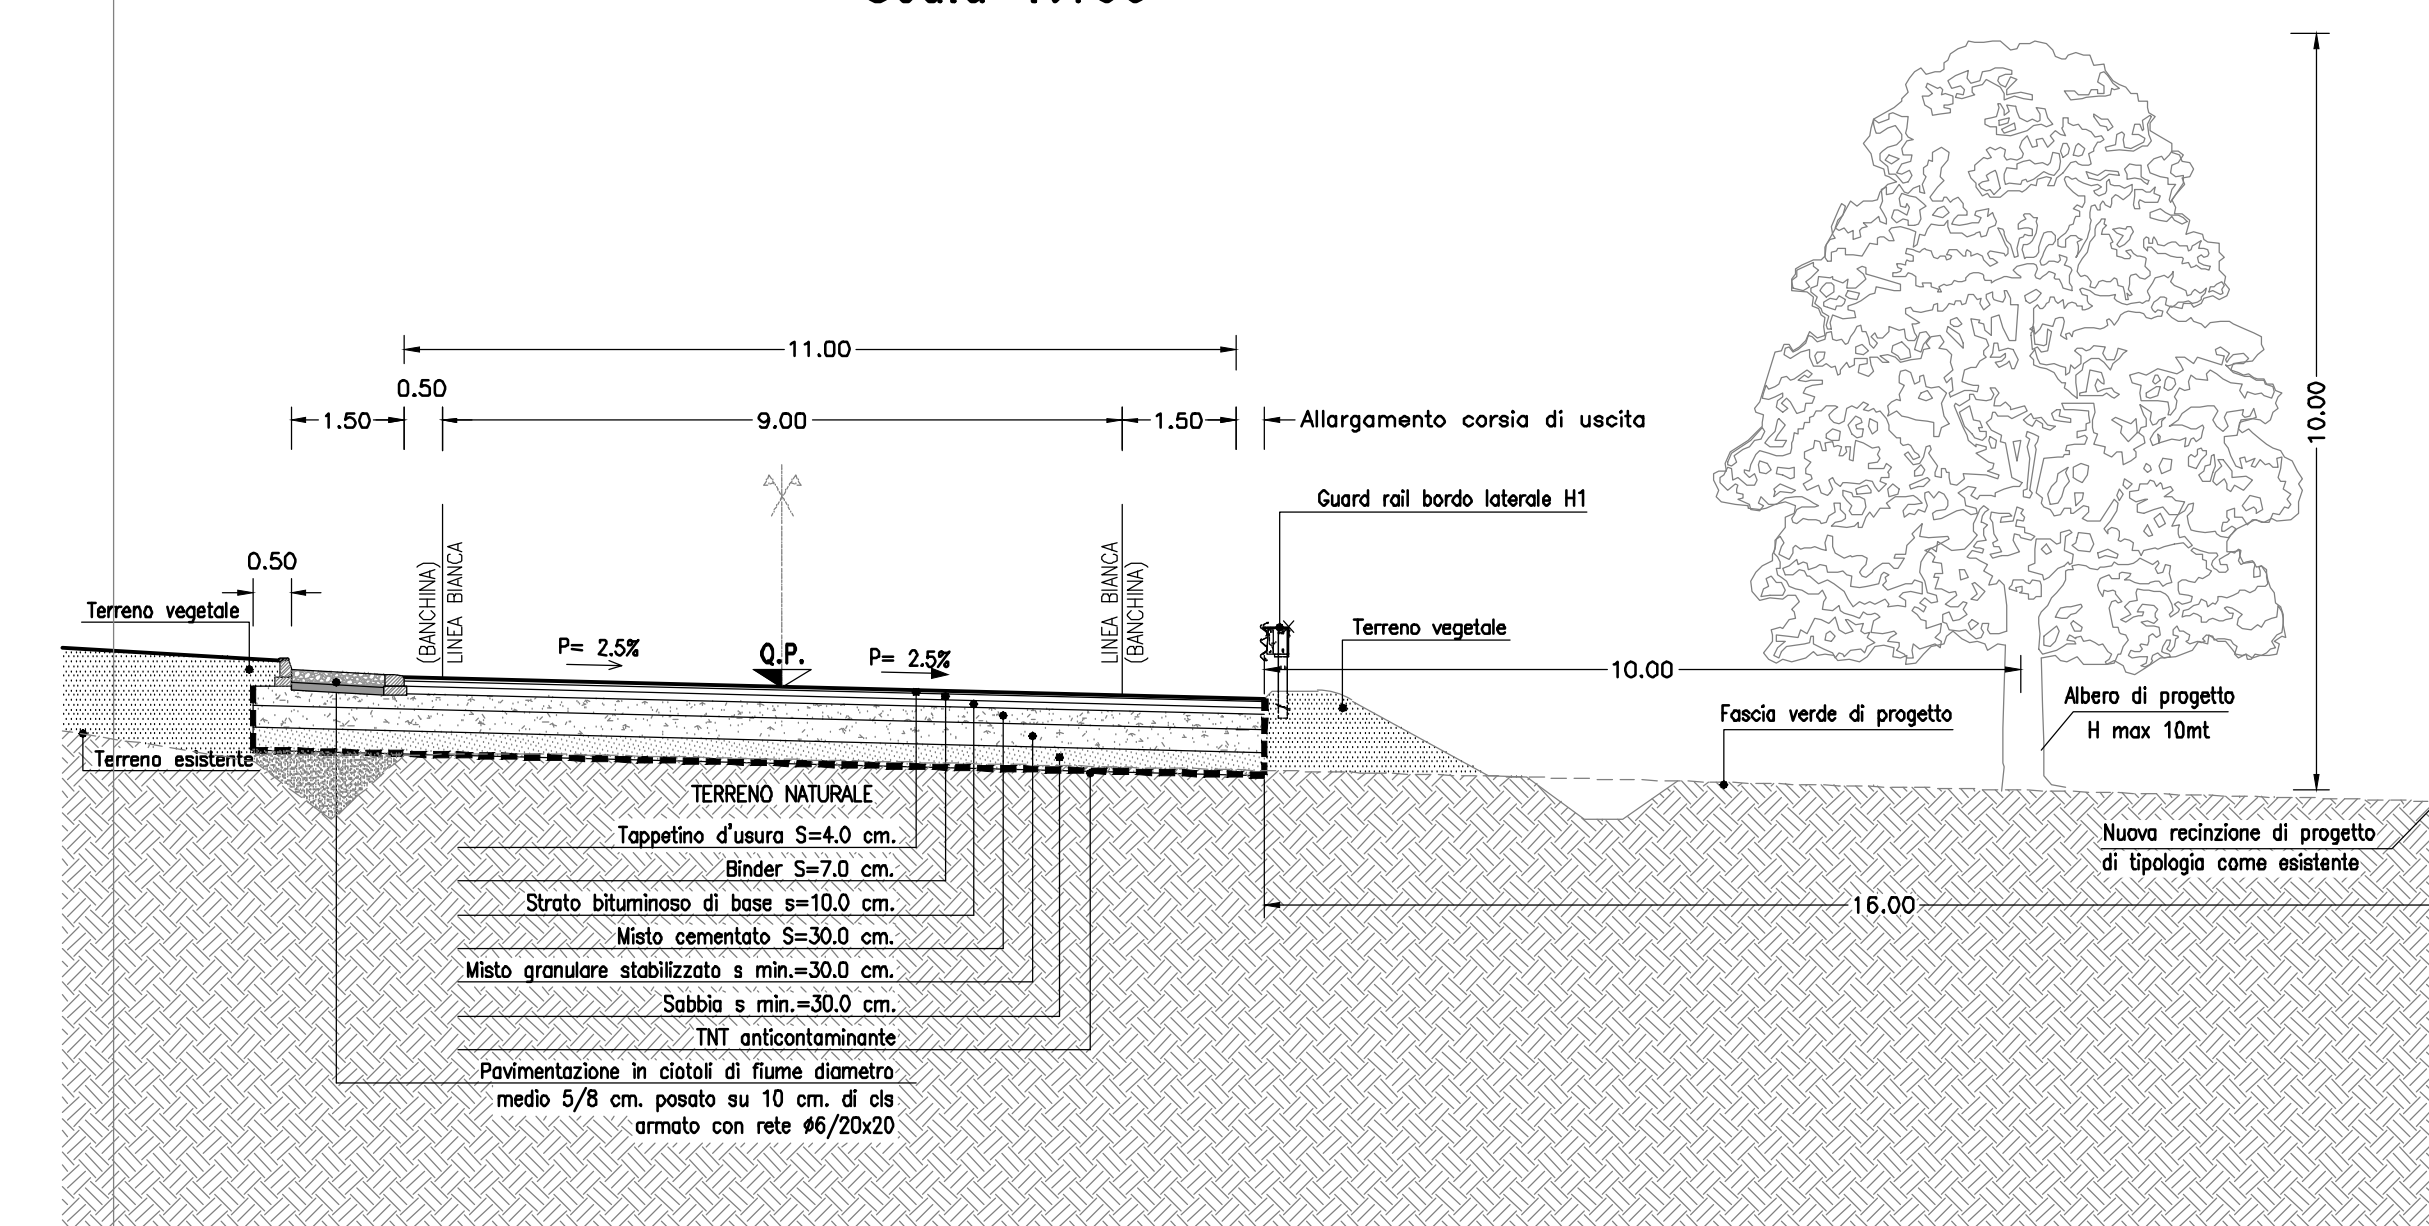 11.00
0.50
1.50
9.00
1.50
Allargamento corsia di uscita
10.00
Guard rail bordo laterale H1
0.50
(BANCHINA)
LINEA BIANCA
LINEA BIANCA
(BANCHINA)
Terreno vegetale
Terreno vegetale
P= 2.5%
Q.P.
P= 2.5%
10.00
Albero di progetto
H max 10mt
Fascia verde di progetto
Terreno esistente
TERRENO NATURALE
Tappetino d'usura S=4.0 cm.
Binder S=7.0 cm.
Strato bituminoso di base s=10.0 cm.
Misto cementato S=30.0 cm.
Misto granulare stabilizzato s min.=30.0 cm.
Sabbia s min.=30.0 cm.
TNT anticontaminante
Pavimentazione in ciotoli di fiume diametro
medio 5/8 cm. posato su 10 cm. di cls
armato con rete ø6/20x20
Nuova recinzione di progetto
di tipologia come esistente
16.00